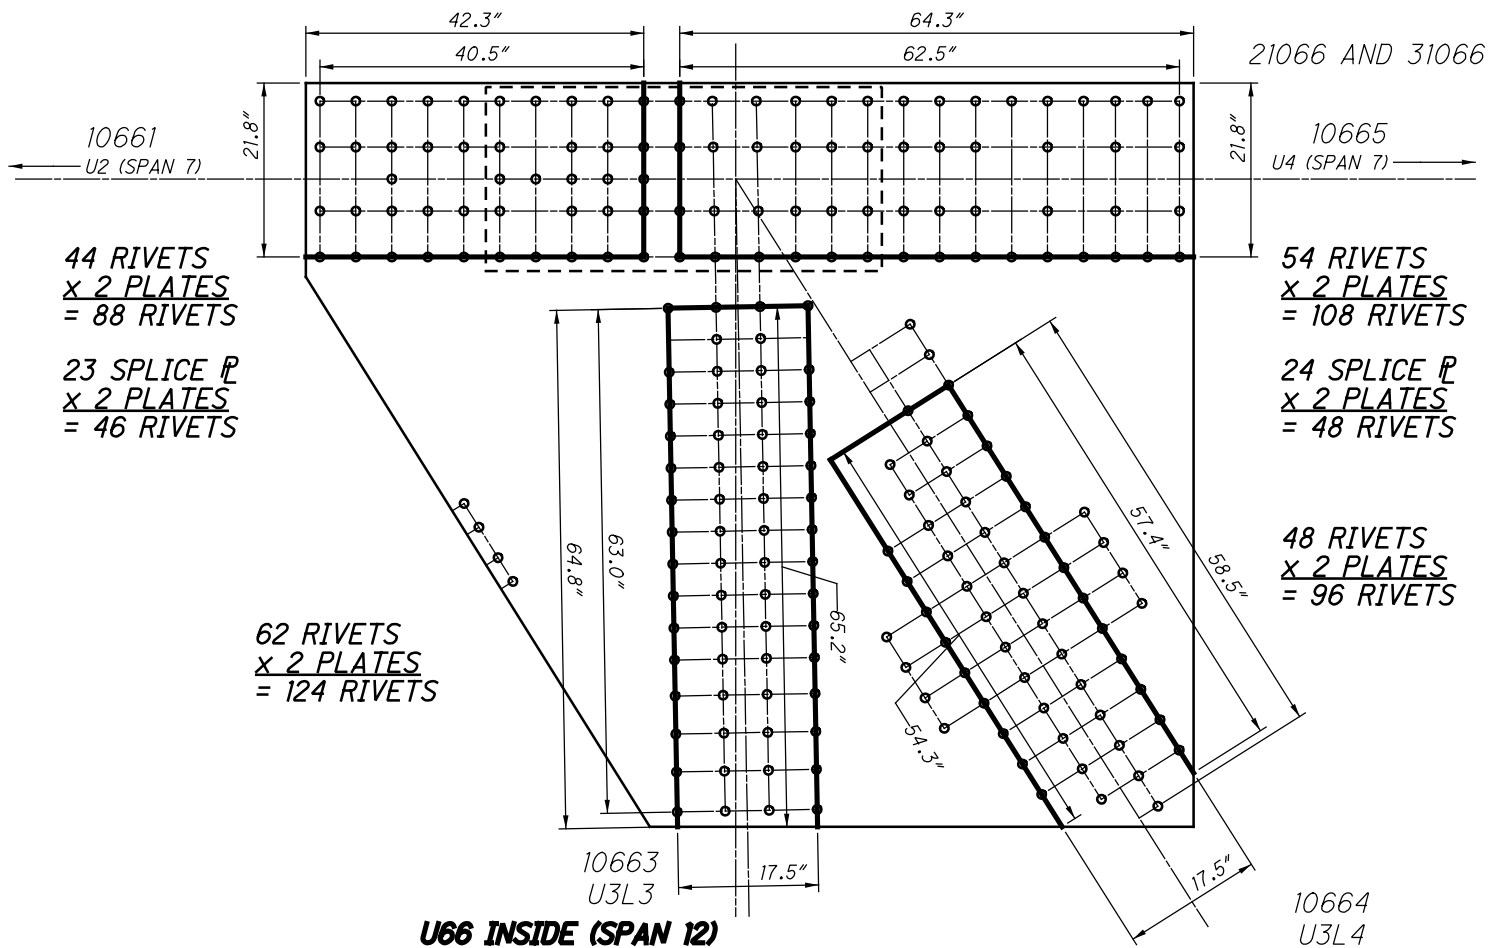 42.3"
64.3"
40.5"
62.5"
21066 AND 31066
21.8"
21.8"
10661
U2 (SPAN 7)
10665
U4 (SPAN 7)
44 RIVETS
x 2 PLATES
= 88 RIVETS
54 RIVETS
x 2 PLATES
= 108 RIVETS
23 SPLICE PL
x 2 PLATES
= 46 RIVETS
24 SPLICE PL
x 2 PLATES
= 48 RIVETS
64.8"
63.0"
65.2"
57.4"
58.5"
54.3"
48 RIVETS
x 2 PLATES
= 96 RIVETS
62 RIVETS
x 2 PLATES
= 124 RIVETS
10663
U3L3
17.5"
17.5"
10664
U3L4
U66 INSIDE (SPAN 12)